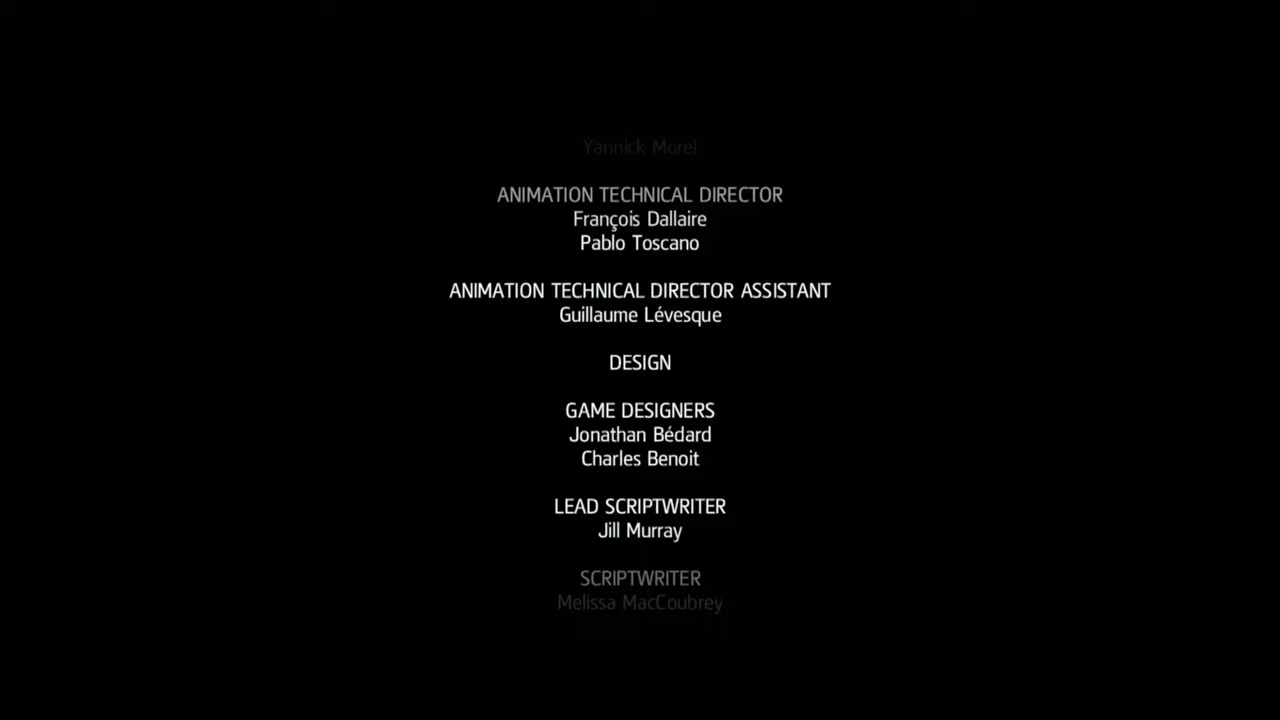 Yannick Morel
ANIMATION TECHNICAL DIRECTOR
François Dallaire
Pablo Toscano
ANIMATION TECHNICAL DIRECTOR ASSISTANT
Guillaume Lévesque
DESIGN
GAME DESIGNERS
Jonathan Bédard
Charles Benoit
LEAD SCRIPTWRITER
Jill Murray
SCRIPTWRITER
Melissa MacCoubrey